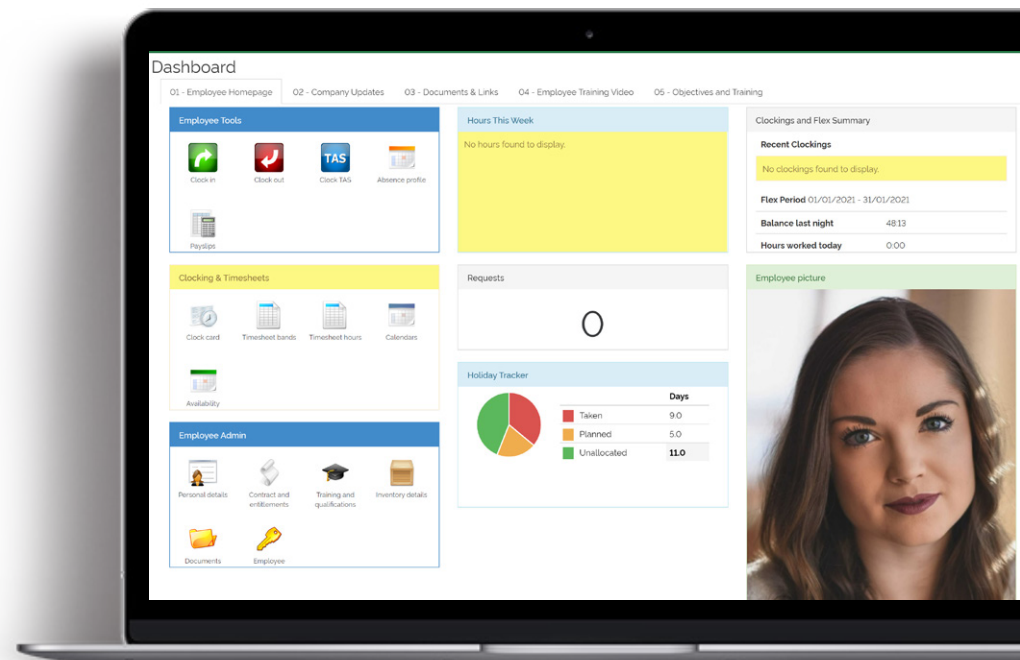 Dashboard
01 - Employee Homepage 02 - Company Updates 03 - Documents & Links 04 - Employee Training Video 05 - Objectives and Training
Employee Tools
Clock in Clock out Clock TAS Absence profile
TAS
Payslips
Clocking & Timesheets
Clock card Timesheet bands Timesheet hours Calendars
Availability
Employee Admin
Personal details Contract and entitlements Training and qualifications Inventory details
Documents Employee
Hours This Week
No hours found to display.
Requests
0
Holiday Tracker
Days
Taken 9.0
Planned 5.0
Unallocated 11.0
Clockings and Flex Summary
Recent Clockings
No clockings found to display.
Flex Period 01/01/2021 - 31/01/2021
Balance last night 48:13
Hours worked today 0:00
Employee picture